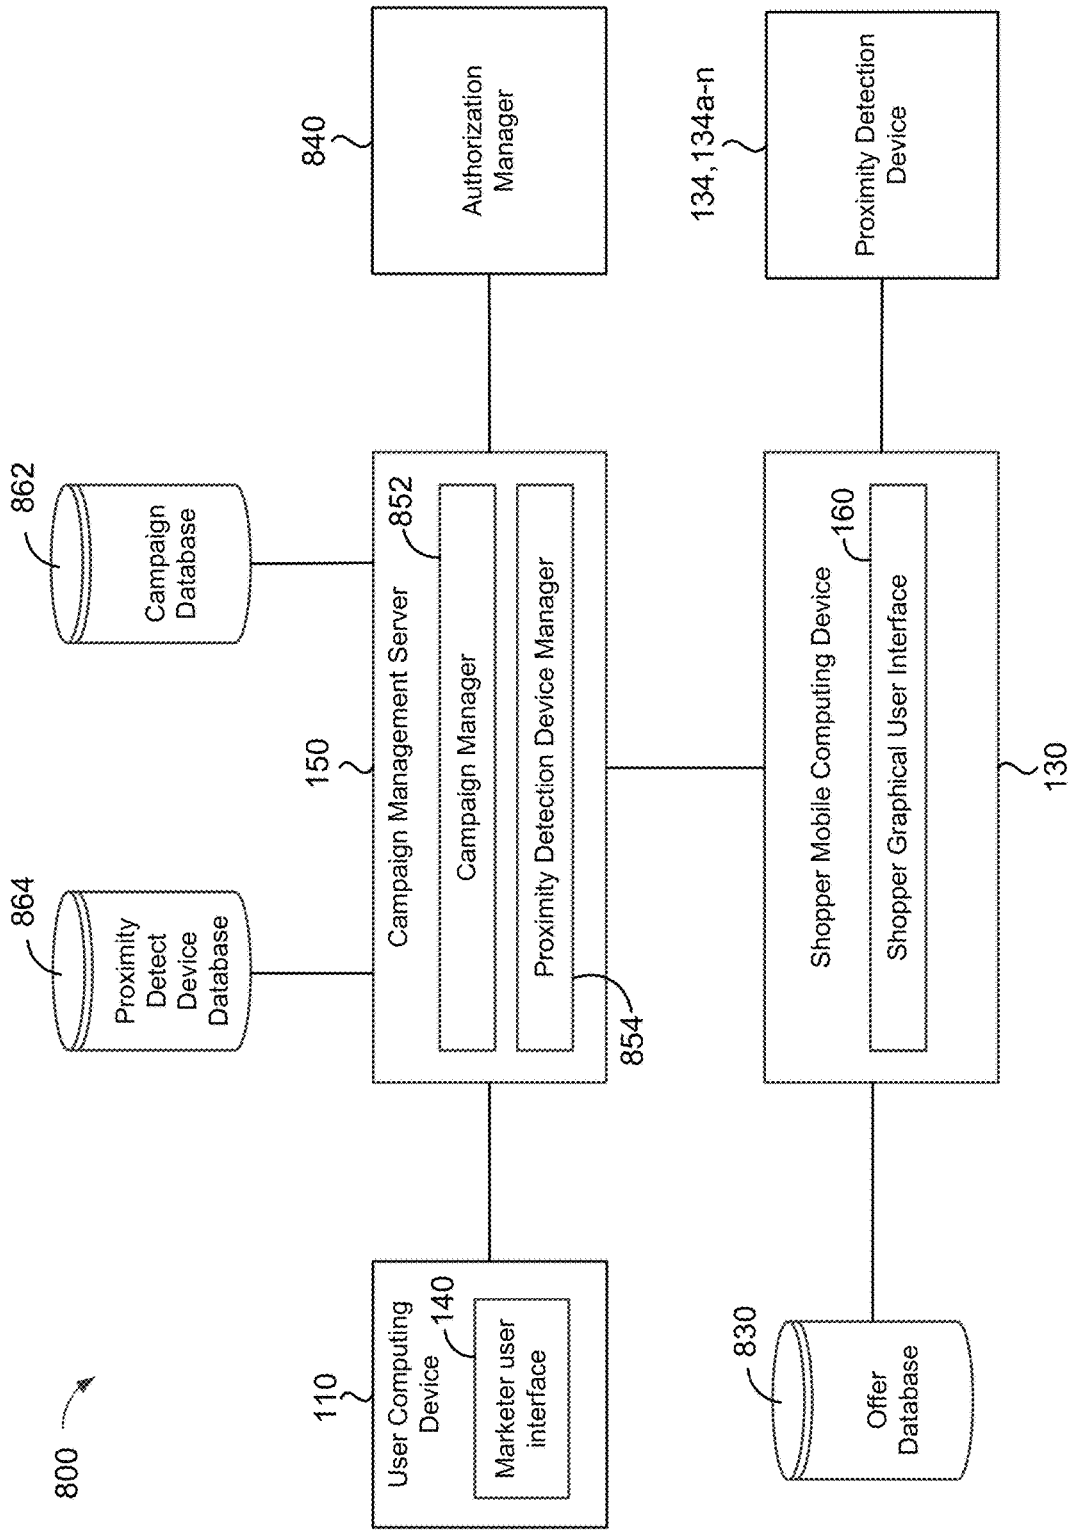 800
864
862
Proximity
Detect
Device
Database
Campaign
Database
110
150
840
User Computing
Device
140
Marketer user
interface
Campaign Management Server
852
Campaign Manager
Proximity Detection Device Manager
854
Authorization
Manager
830
Offer
Database
Shopper Mobile Computing Device
160
Shopper Graphical User Interface
130
134, 134a-n
Proximity Detection
Device